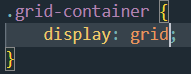 .grid-container {
    display: grid;
}